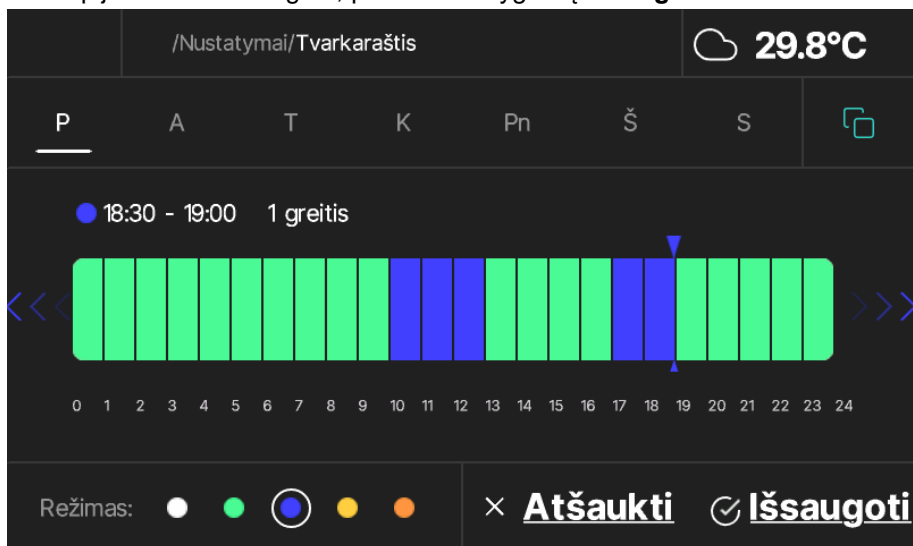 /Nustatymai/Tvarkaraštis
29.8°C
P A T K Pn Š S
18:30 - 19:00 1 greitis
0 1 2 3 4 5 6 7 8 9 10 11 12 13 14 15 16 17 18 19 20 21 22 23 24
Režimas:
Atšaukti
Išsaugoti